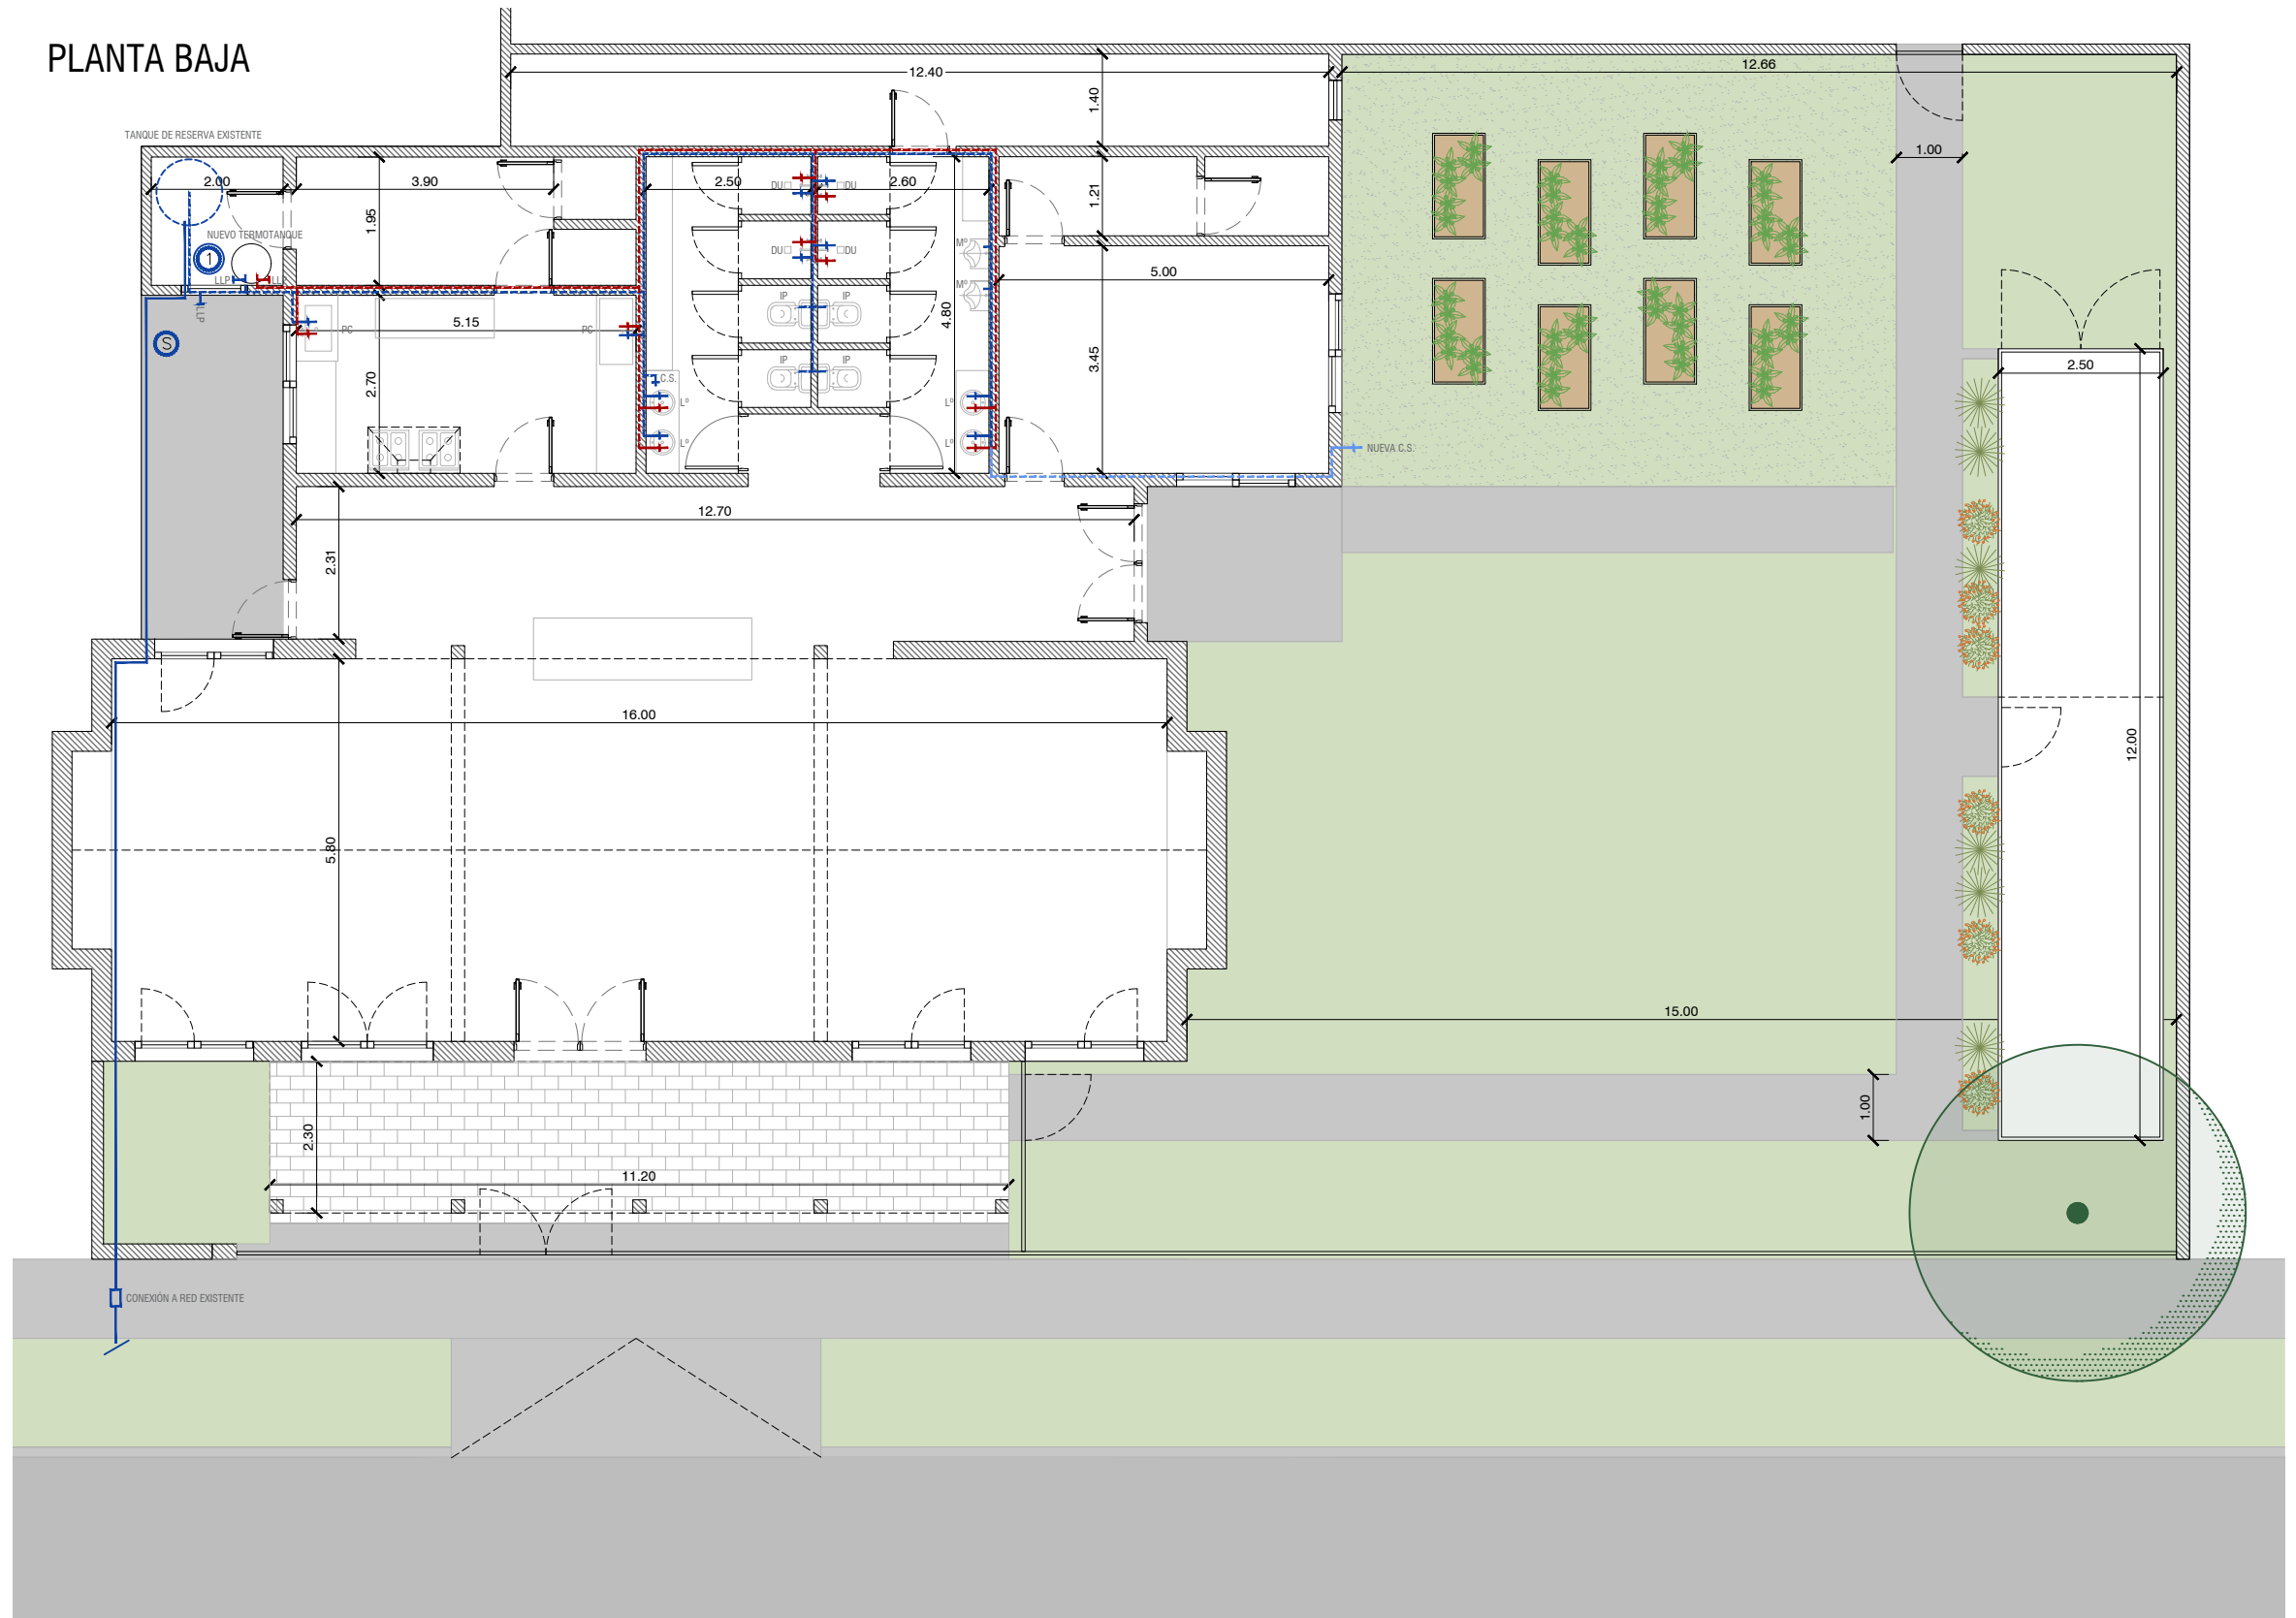 PLANTA BAJA
12.40
12.66
1.40
TANQUE DE RESERVA EXISTENTE
1.00
2.00
3.90
2.50
2.60
DU
DU
1.21
1.95
NUEVO TERMOTANQUE
1
Mº
DU
DU
5.00
LLP
LL
Mº
IP
IP
LLP
4.80
5.15
PC
PC
S
3.45
IP
IP
2.50
2.70
C.S.
Lº
Lº
Lº
Lº
NUEVA C.S.
12.70
2.31
16.00
12.00
5.80
15.00
1.00
2.30
11.20
CONEXIÓN A RED EXISTENTE